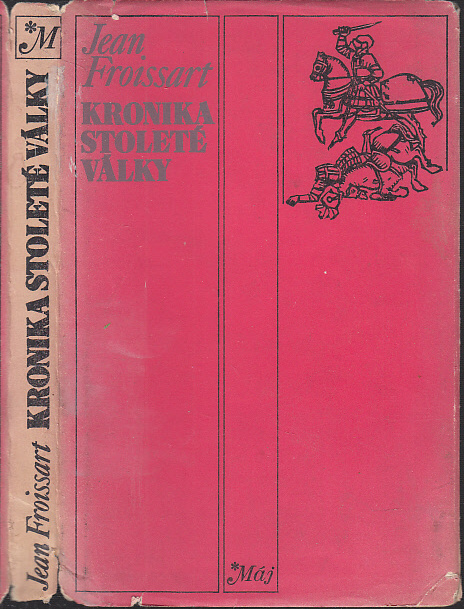 *M
Jean Froissart KRONIKA STOLETÉ VÁLKY
Jean
Froissart
KRONIKA
STOLETÉ
VÁLKY
*Máj